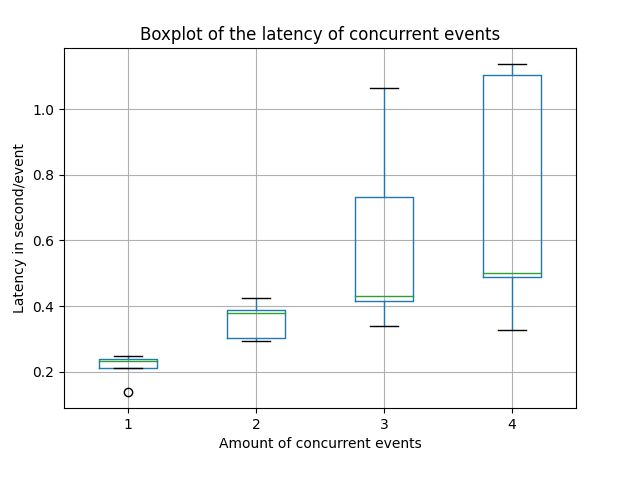 Boxplot of the latency of concurrent events
1.0
0.8
0.6
0.4
0.2
Latency in second/event
1 2 3 4
Amount of concurrent events